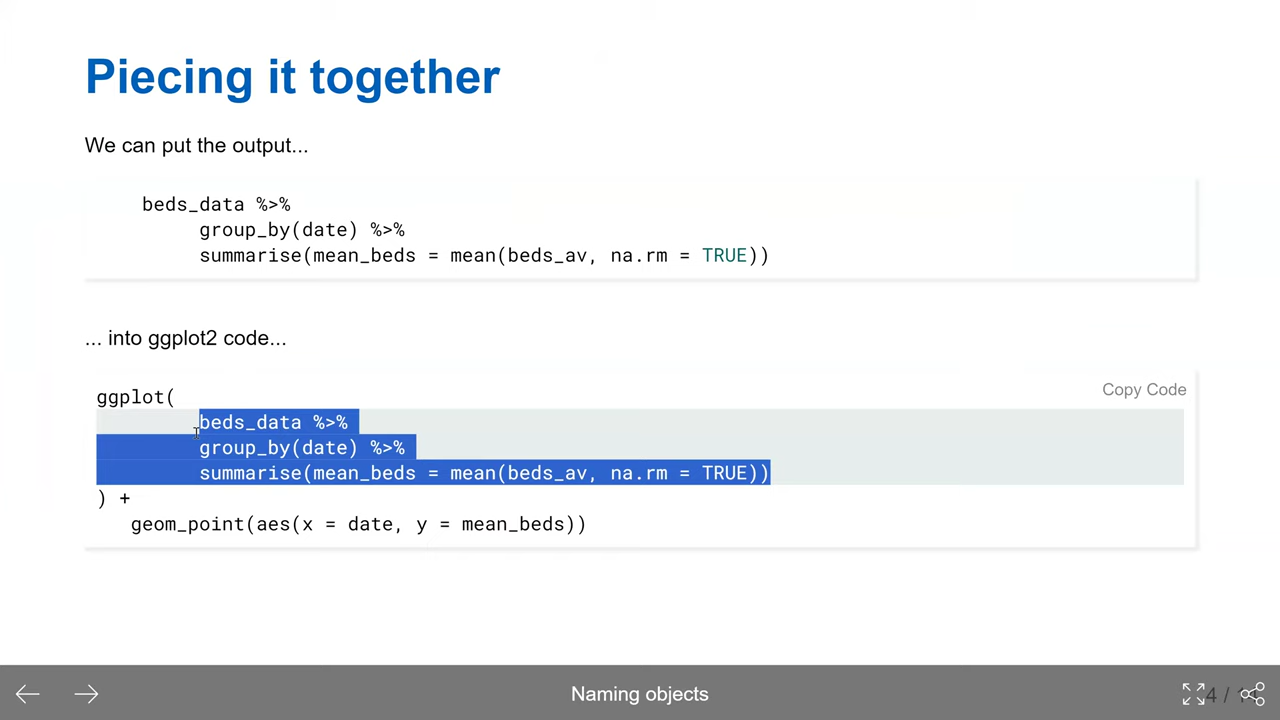 Piecing it together
We can put the output...
beds_data %>%
group_by(date) %>%
summarise(mean_beds = mean(beds_av, na.rm = TRUE))
... into ggplot2 code...
Copy Code
ggplot(
beds_data %>%
group_by(date) %>%
summarise(mean_beds = mean(beds_av, na.rm = TRUE))
) +
geom_point(aes(x = date, y = mean_beds))
Naming objects
4 /